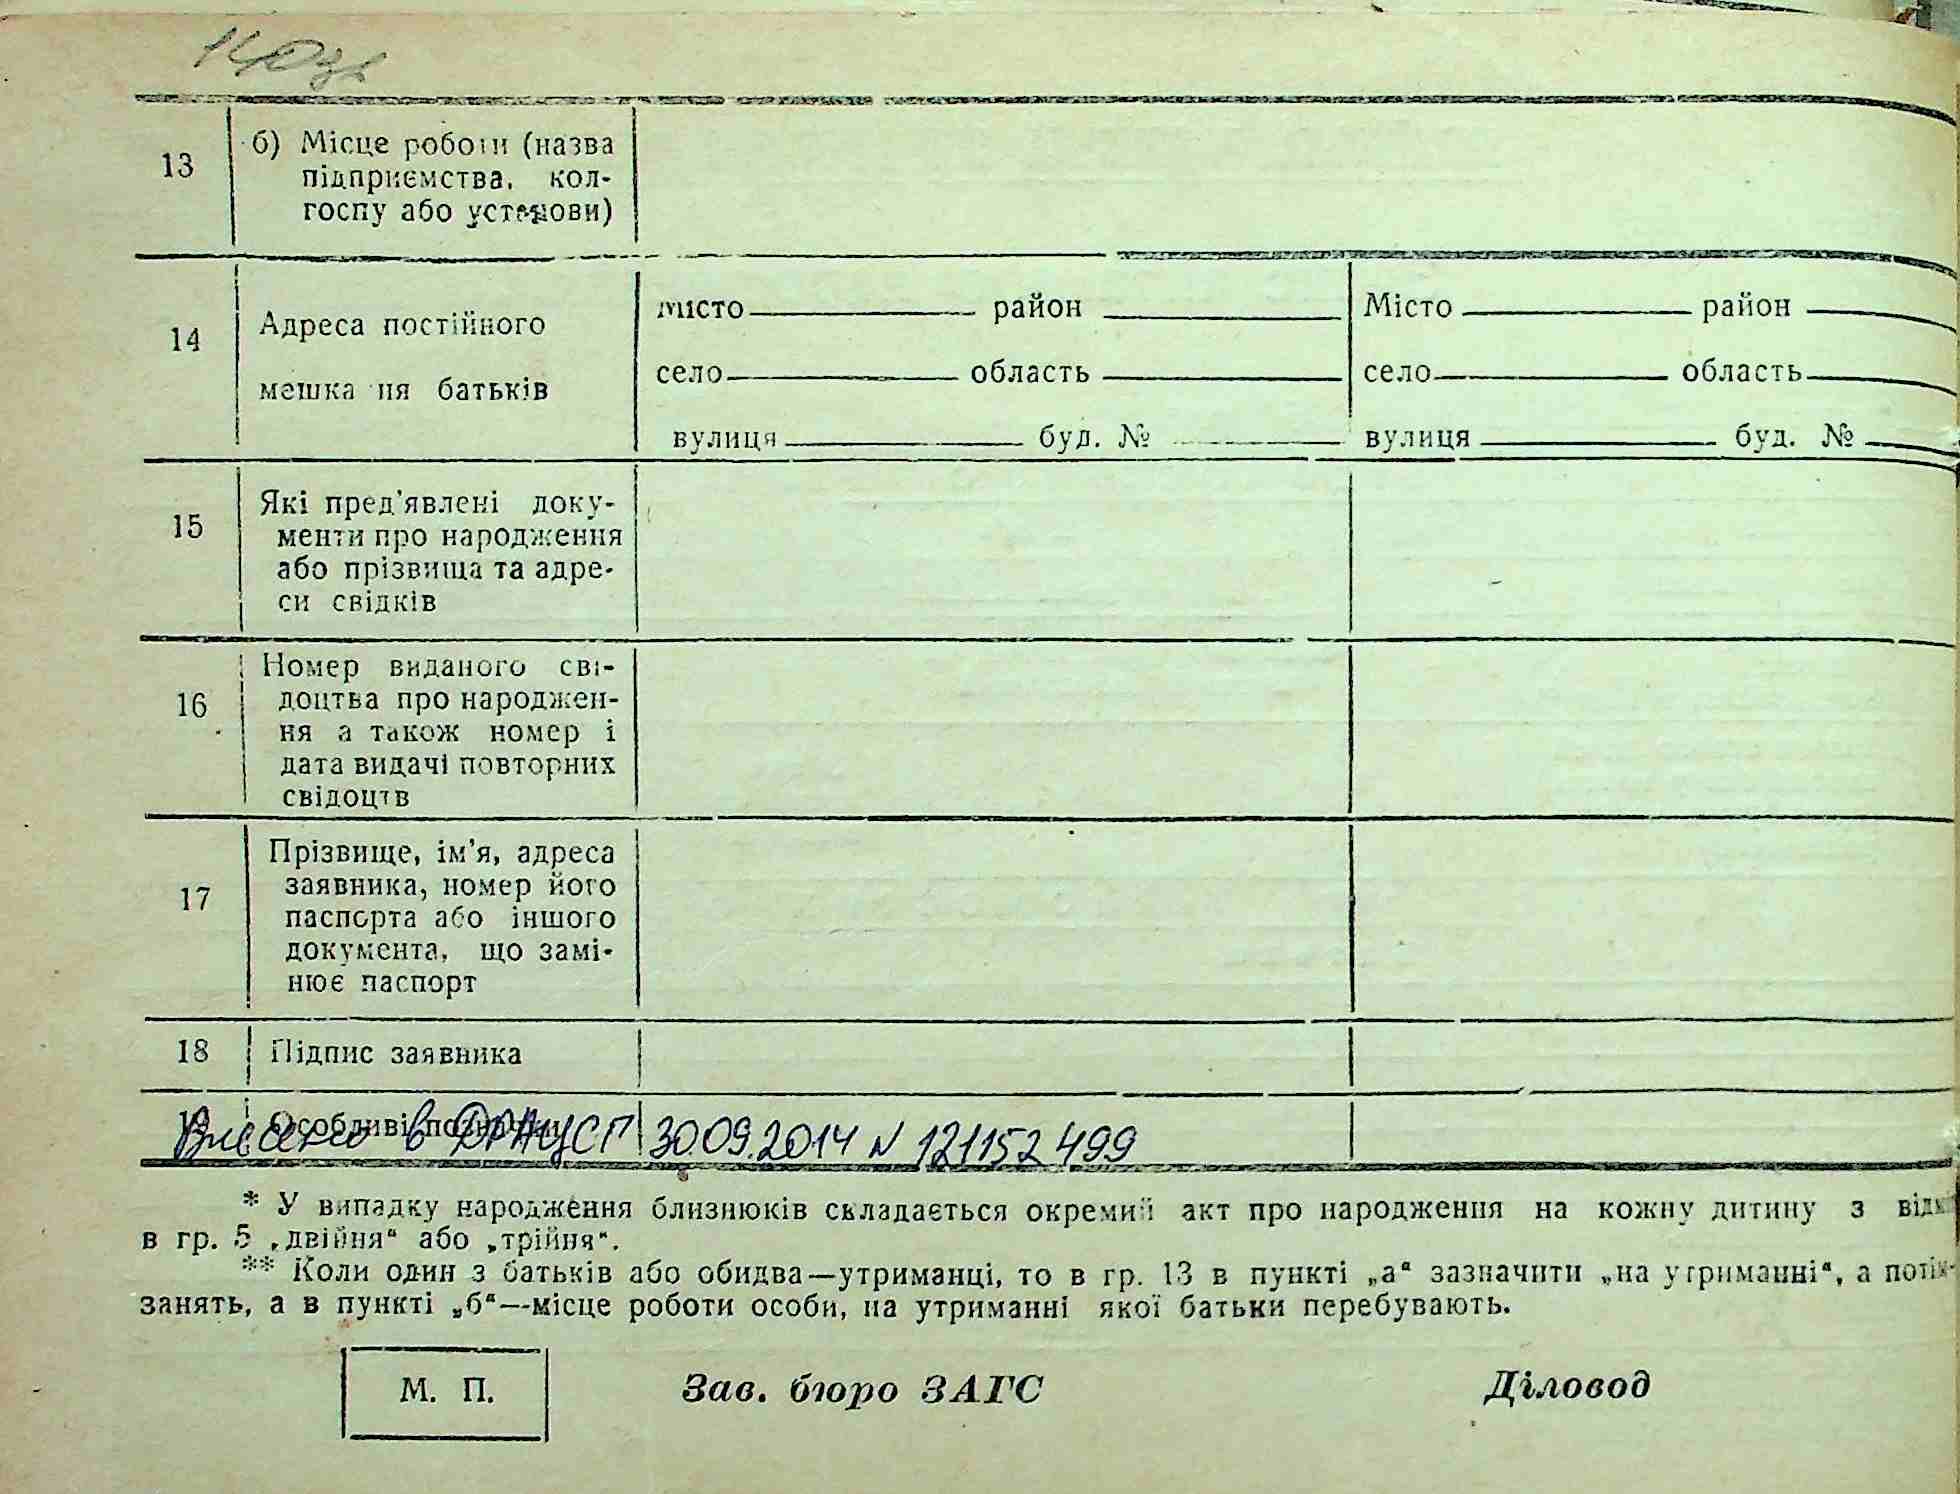 13 б) Місце роботи (назва
підприємства, кол-
госпу або установи)
14 Адреса постійного
мешкання батьків
місто район
село область
вулиця буд. №
Місто район
село область
вулиця буд. №
15 Які пред'явлені доку-
менти про народження
або прізвища та адре-
си свідків
16 Номер виданого сві-
доцтва про народжен-
ня а також номер і
дата видачі повторних
свідоцтв
17 Прізвище, ім'я, адреса
заявника, номер його
паспорта або іншого
документа, що замі-
нює паспорт
18 Підпис заявника
19 Особливі позначки
Внесено в ДРАЦСГ 30.09.2014 N 121152499
* У випадку народження близнюків складається окремий акт про народження на кожну дитину з
в гр. 5 „двійня“ або „трійня“.
** Коли один з батьків або обидва—утриманці, то в гр. 13 в пункті „а“ зазначити „на утриманні“, а
занять, а в пункті „б“—місце роботи особи, на утриманні якої батьки перебувають.
М. П. Зав. бюро ЗАГС Діловод